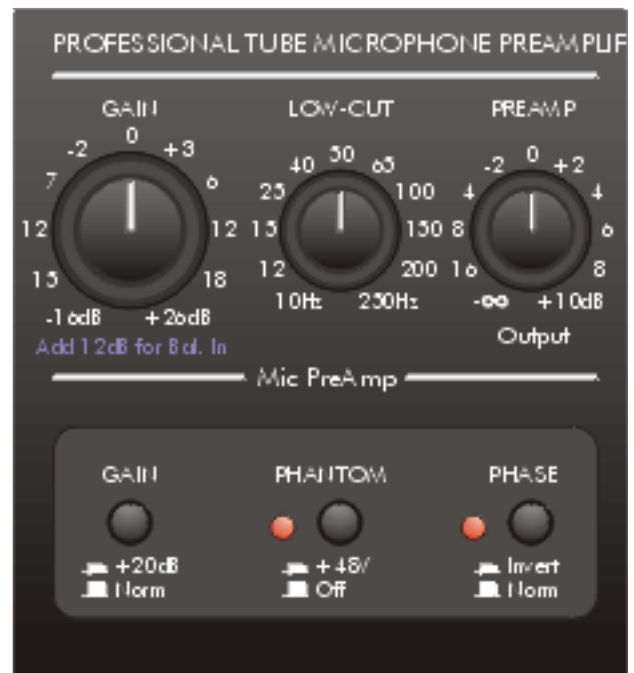 PROFESSIONAL TUBE MICROPHONE PREAMPLIF
GAIN LOW-CUT PREAMP
-2 0 +3 40 50 65 -2 0 +2
7 6 25 100 4 4
12 12 15 150 8 6
15 18 12 200 16 8
-16dB +26dB 10Hz 250Hz -∞ +10dB
Add 12dB for Bal. In Output
Mic PreAmp
GAIN PHANTOM PHASE
+20dB +48V Invert
Norm Off Norm